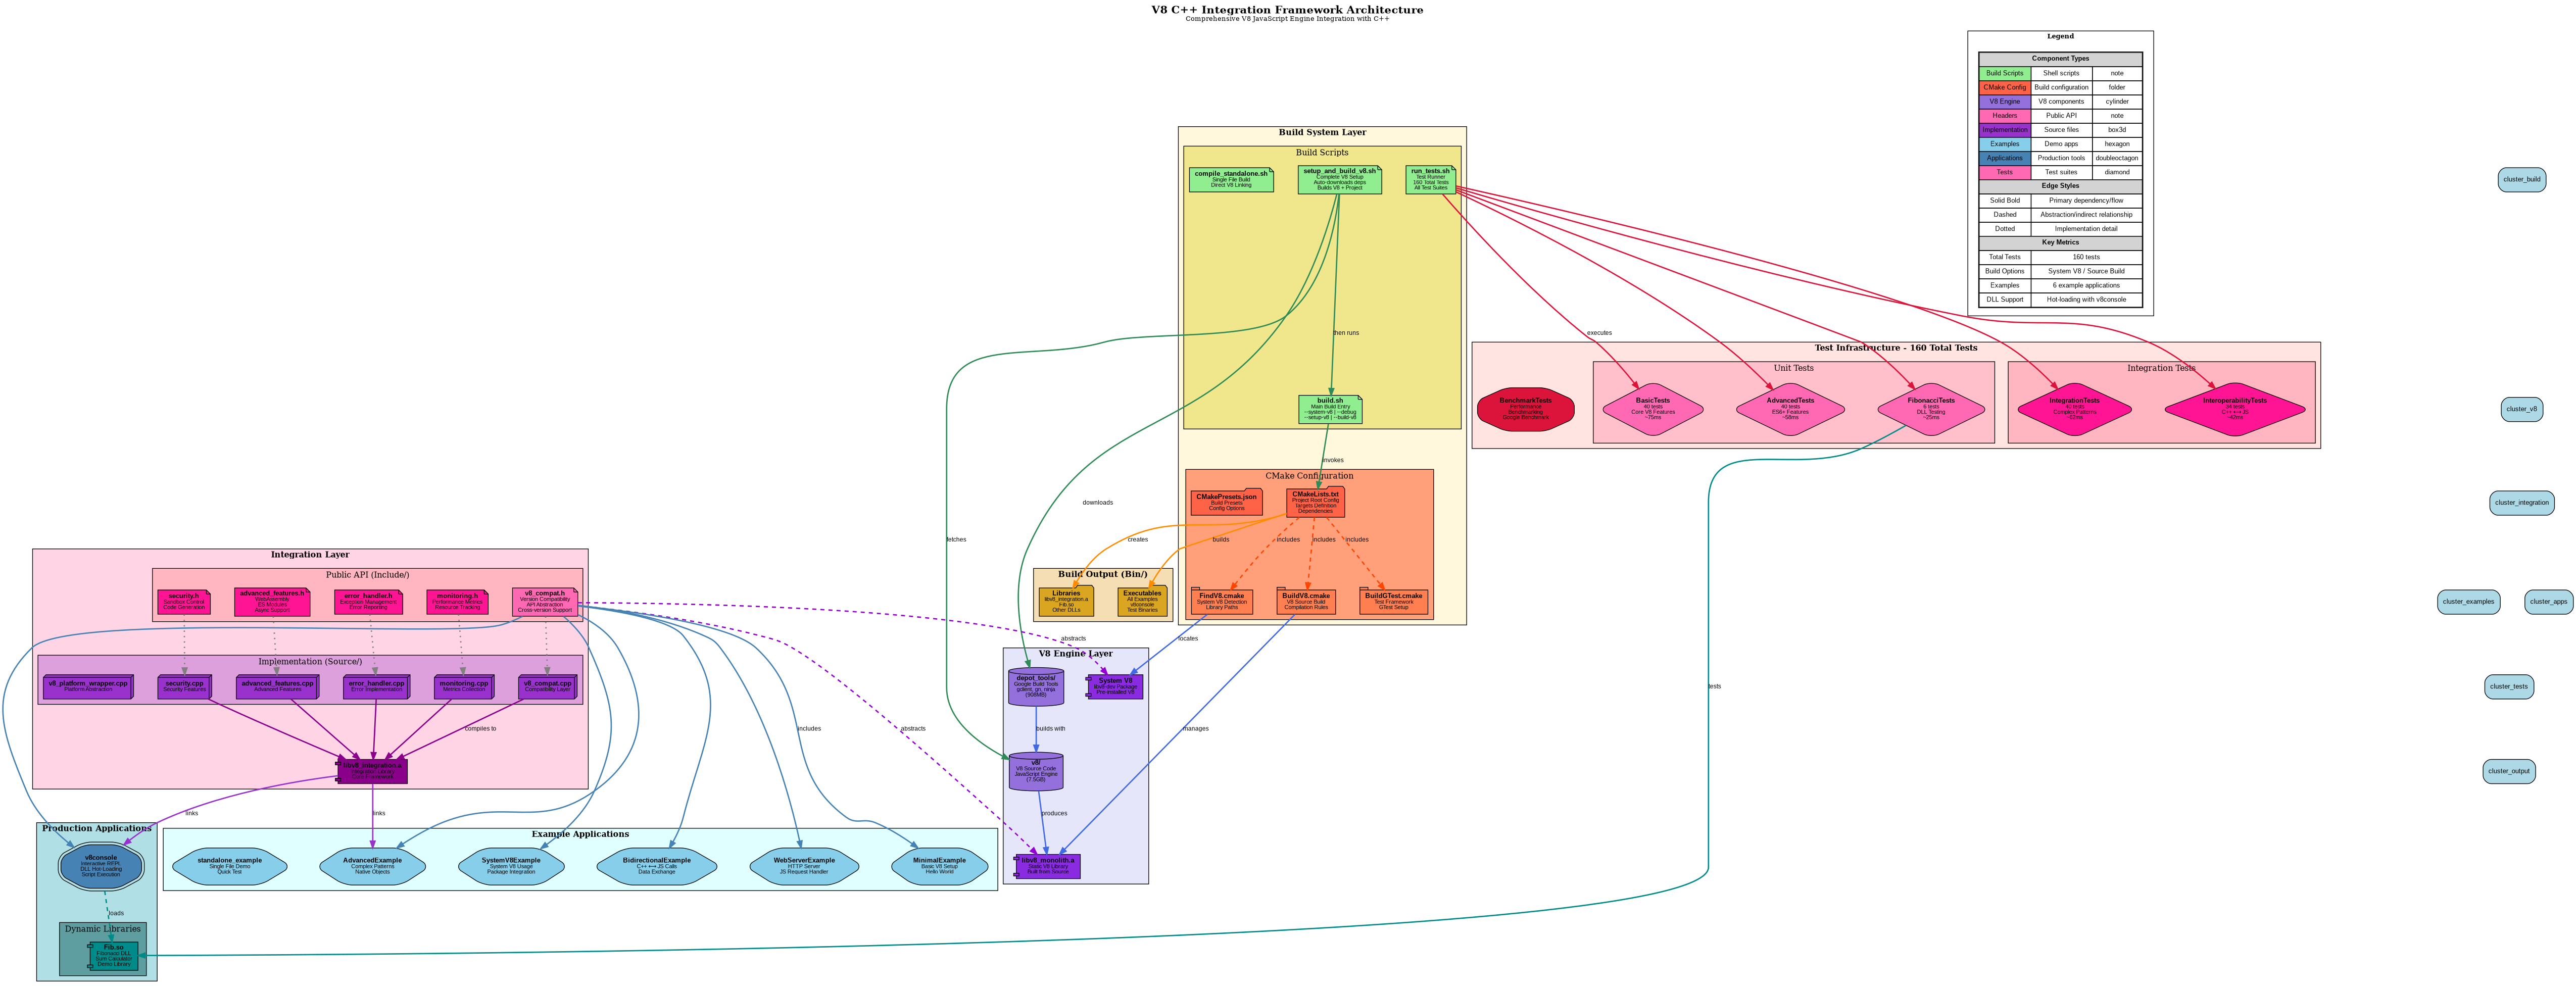 V8 C++ Integration Framework Architecture
Comprehensive V8 JavaScript Engine Integration with C++
Legend
Component Types
Build Scripts Shell scripts note
CMake Config Build configuration folder
V8 Engine V8 components cylinder
Headers Public API note
Implementation Source files box3d
Examples Demo apps hexagon
Applications Production tools doubleoctagon
Tests Test suites diamond
Edge Styles
Solid Bold Primary dependency/flow
Dashed Abstraction/indirect relationship
Dotted Implementation detail
Key Metrics
Total Tests 160 tests
Build Options System V8 / Source Build
Examples 6 example applications
DLL Support Hot-loading with v8console
Build System Layer
Build Scripts
compile_standalone.sh
Single File Build
Direct V8 Linking
setup_and_build_v8.sh
Complete V8 Setup
Auto-downloads deps
Builds V8 + Project
run_tests.sh
Test Runner
160 Total Tests
All Test Suites
then runs
executes
build.sh
Main Build Entry
--system-v8 | --debug
--setup-v8 | --build-v8
invokes
CMake Configuration
CMakePresets.json
Build Presets
Config Options
CMakeLists.txt
Project Root Config
Targets Definition
Dependencies
includes
includes
includes
FindV8.cmake
System V8 Detection
Library Paths
BuildV8.cmake
V8 Source Build
Compilation Rules
BuildGTest.cmake
Test Framework
GTest Setup
Test Infrastructure - 160 Total Tests
BenchmarkTests
Performance
Benchmarking
Google Benchmark
Unit Tests
BasicTests
40 tests
Core V8 Features
~75ms
AdvancedTests
40 tests
ES6+ Features
~58ms
FibonacciTests
6 tests
DLL Testing
~25ms
Integration Tests
IntegrationTests
40 tests
Complex Patterns
~62ms
InteroperabilityTests
34 tests
C++ ⟷ JS
~42ms
cluster_build
cluster_v8
cluster_integration
cluster_examples
cluster_apps
cluster_tests
cluster_output
downloads
fetches
creates
builds
tests
Build Output (Bin/)
Libraries
libv8_integration.a
Fib.so
Other DLLs
Executables
All Examples
v8console
Test Binaries
abstracts
locates
V8 Engine Layer
depot_tools/
Google Build Tools
gclient, gn, ninja
(908MB)
System V8
libv8-dev Package
Pre-installed V8
builds with
abstracts
manages
v8/
V8 Source Code
JavaScript Engine
(7.5GB)
produces
libv8_monolith.a
Static V8 Library
Built from Source
Integration Layer
Public API (Include/)
security.h
Sandbox Control
Code Generation
advanced_features.h
WebAssembly
ES Modules
Async Support
error_handler.h
Exception Management
Error Reporting
monitoring.h
Performance Metrics
Resource Tracking
v8_compat.h
Version Compatibility
API Abstraction
Cross-version Support
Implementation (Source/)
v8_platform_wrapper.cpp
Platform Abstraction
security.cpp
Security Features
advanced_features.cpp
Advanced Features
error_handler.cpp
Error Implementation
monitoring.cpp
Metrics Collection
v8_compat.cpp
Compatibility Layer
compiles to
includes
libv8_integration.a
Integration Library
Core Framework
links
links
Production Applications
v8console
Interactive REPL
DLL Hot-Loading
Script Execution
loads
Dynamic Libraries
Fib.so
Fibonacci DLL
Sum Calculator
Demo Library
Example Applications
standalone_example
Single File Demo
Quick Test
AdvancedExample
Complex Patterns
Native Objects
SystemV8Example
System V8 Usage
Package Integration
BidirectionalExample
C++ ⟷ JS Calls
Data Exchange
WebServerExample
HTTP Server
JS Request Handler
MinimalExample
Basic V8 Setup
Hello World